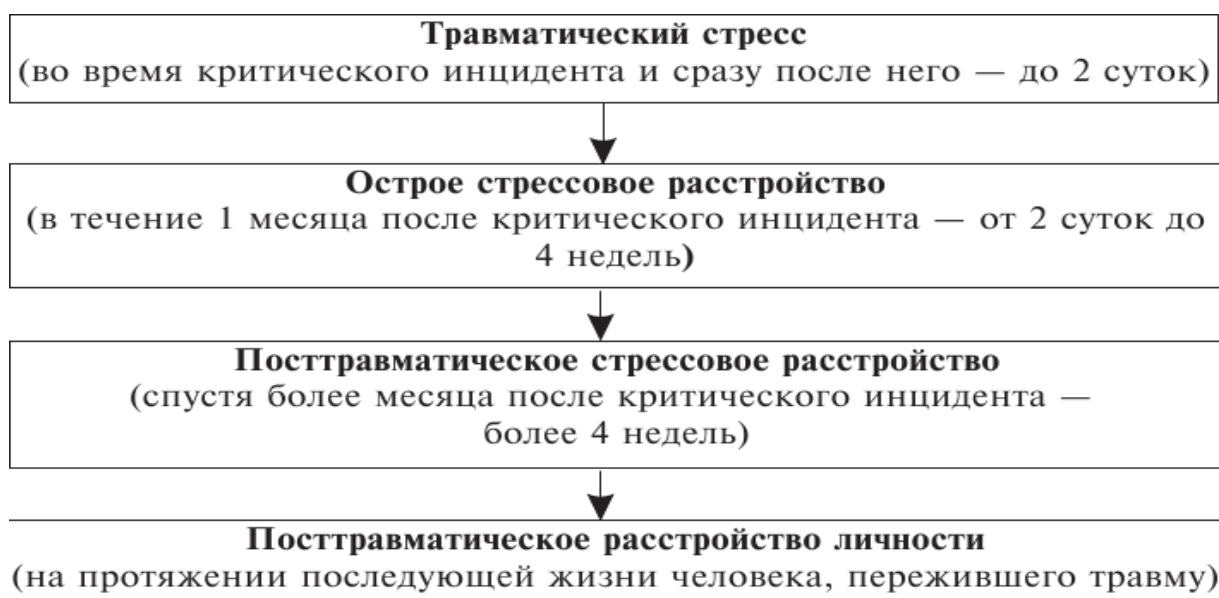 Травматический стресс
(во время критического инцидента и сразу после него — до 2 суток)
Острое стрессовое расстройство
(в течение 1 месяца после критического инцидента — от 2 суток до
4 недель)
Посттравматическое стрессовое расстройство
(спустя более месяца после критического инцидента —
более 4 недель)
Посттравматическое расстройство личности
(на протяжении последующей жизни человека, пережившего травму)